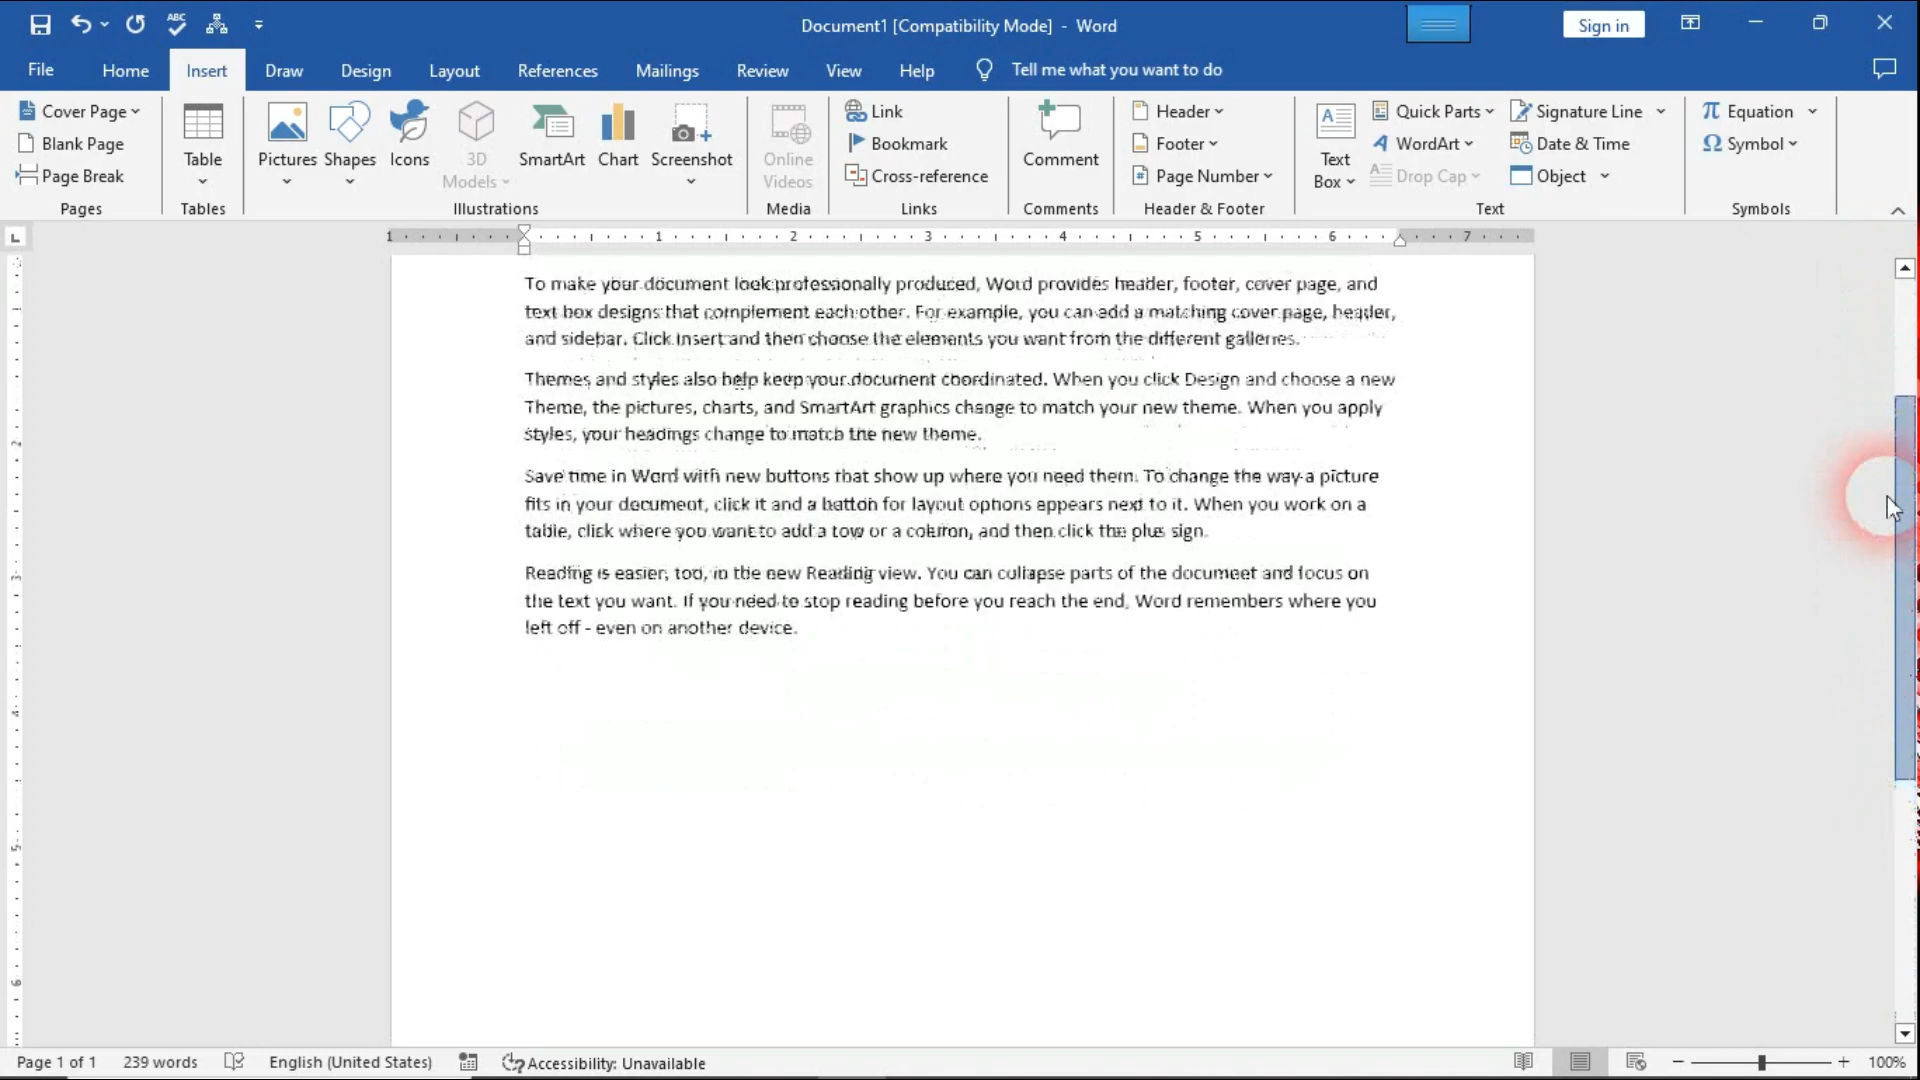 Document1 [Compatibility Mode] - Word
Sign in
File Home Insert Draw Design Layout References Mailings Review View Help Tell me what you want to do
Cover Page
Blank Page
Page Break
Pages
Table
Tables
Pictures
Shapes
Icons
3D Models
SmartArt
Chart
Screenshot
Illustrations
Online Videos
Media
Link
Bookmark
Cross-reference
Links
Comment
Comments
Header
Footer
Page Number
Header & Footer
Text Box
Quick Parts
WordArt
Drop Cap
Signature Line
Date & Time
Object
Text
π Equation
Ω Symbol
Symbols
1 1 2 3 4 5 6 7
To make your document look professionally produced, Word provides header, footer, cover page, and
text box designs that complement each other. For example, you can add a matching cover page, header,
and sidebar. Click Insert and then choose the elements you want from the different galleries.
Themes and styles also help keep your document coordinated. When you click Design and choose a new
Theme, the pictures, charts, and SmartArt graphics change to match your new theme. When you apply
styles, your headings change to match the new theme.
Save time in Word with new buttons that show up where you need them. To change the way a picture
fits in your document, click it and a button for layout options appears next to it. When you work on a
table, click where you want to add a row or a column, and then click the plus sign.
Reading is easier, too, in the new Reading view. You can collapse parts of the document and focus on
the text you want. If you need to stop reading before you reach the end, Word remembers where you
left off - even on another device.
Page 1 of 1 239 words English (United States) Accessibility: Unavailable 100%